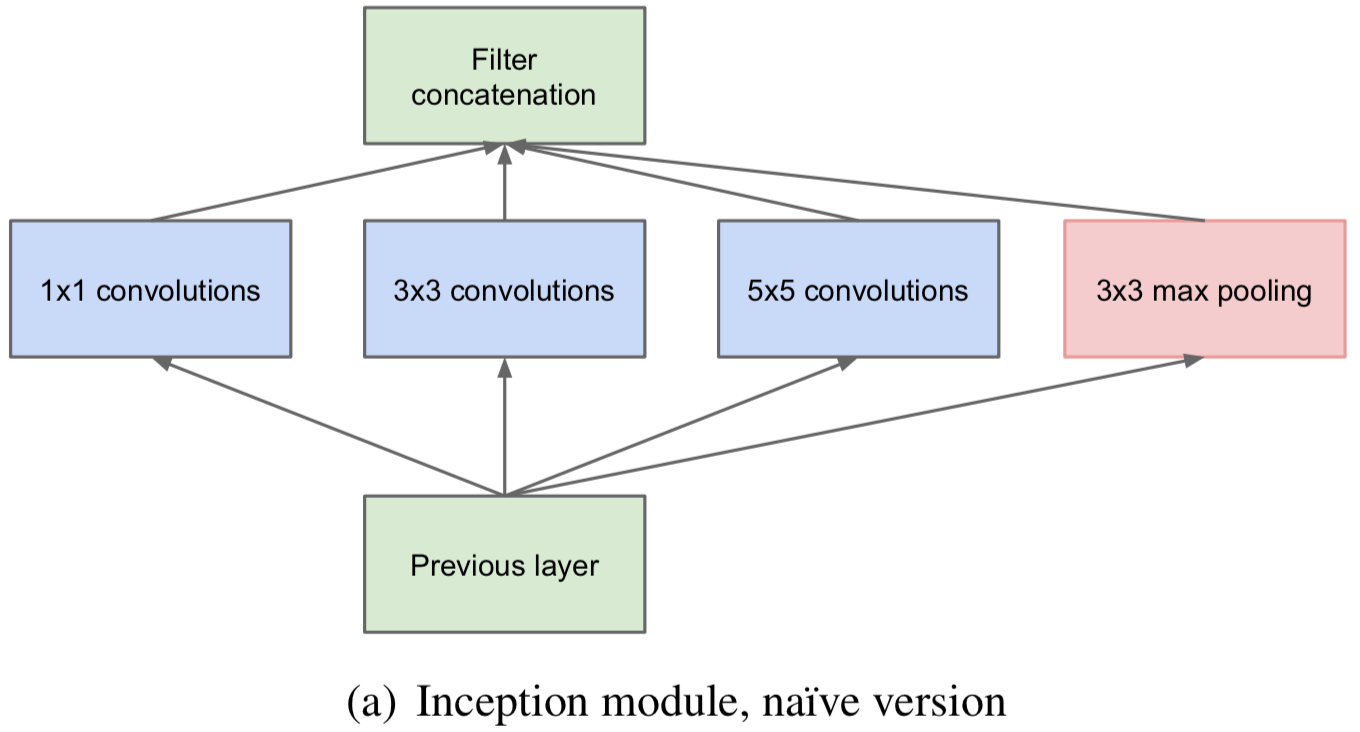 Filter
concatenation
1x1 convolutions
3x3 convolutions
5x5 convolutions
3x3 max pooling
Previous layer
(a) Inception module, naïve version